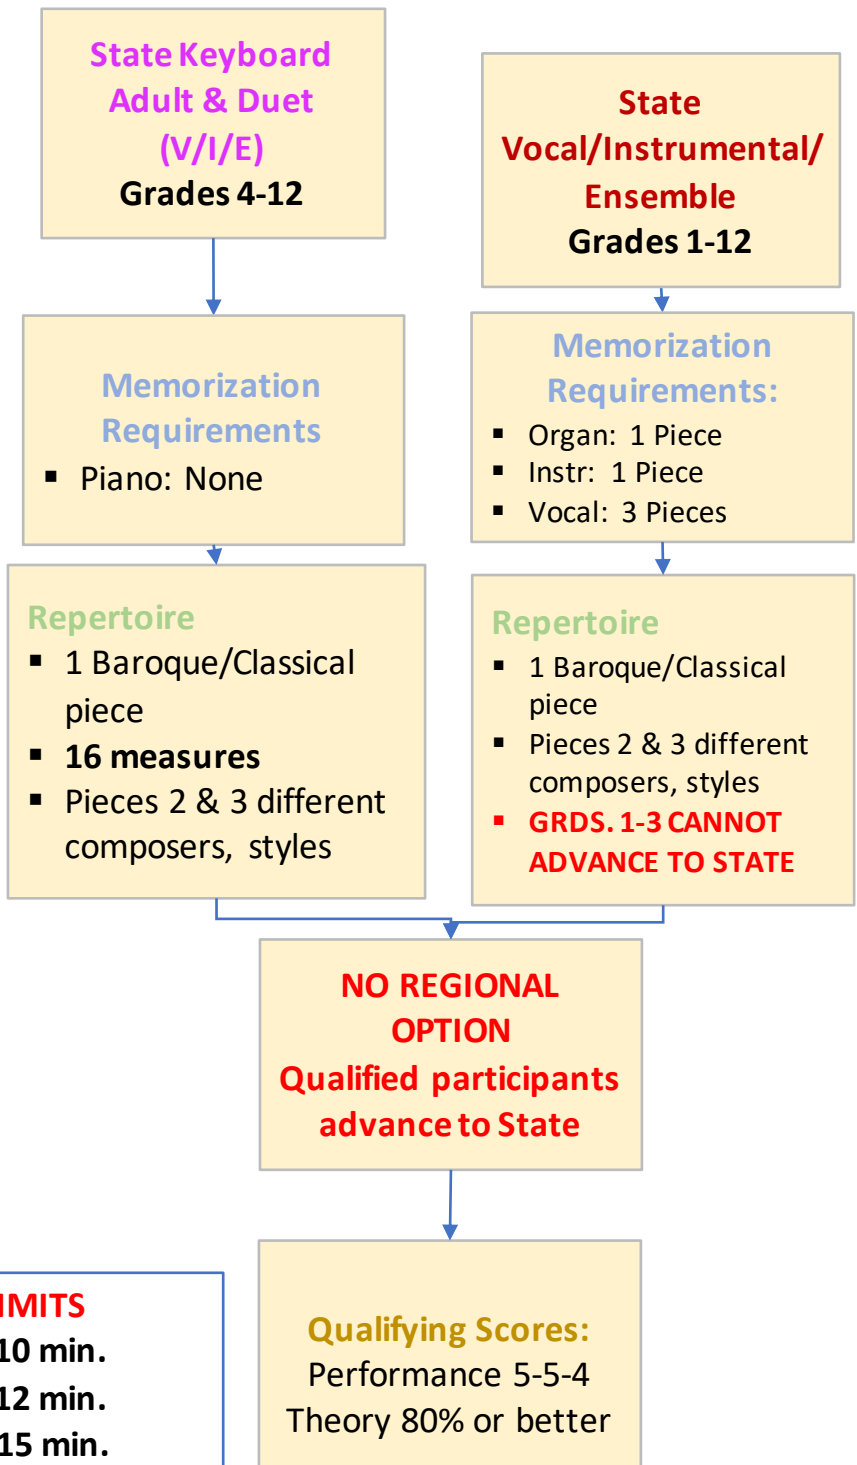 State Keyboard
Adult & Duet
(V/I/E)
Grades 4-12
Memorization
Requirements
▪ Piano: None
Repertoire
▪ 1 Baroque/Classical
piece
▪ 16 measures
▪ Pieces 2 & 3 different
composers, styles
State
Vocal/Instrumental/
Ensemble
Grades 1-12
Memorization
Requirements:
▪ Organ: 1 Piece
▪ Instr: 1 Piece
▪ Vocal: 3 Pieces
Repertoire
▪ 1 Baroque/Classical
piece
▪ Pieces 2 & 3 different
composers, styles
▪ GRDS. 1-3 CANNOT
ADVANCE TO STATE
NO REGIONAL
OPTION
Qualified participants
advance to State
Qualifying Scores:
Performance 5-5-4
Theory 80% or better
IMITS
10 min.
12 min.
15 min.